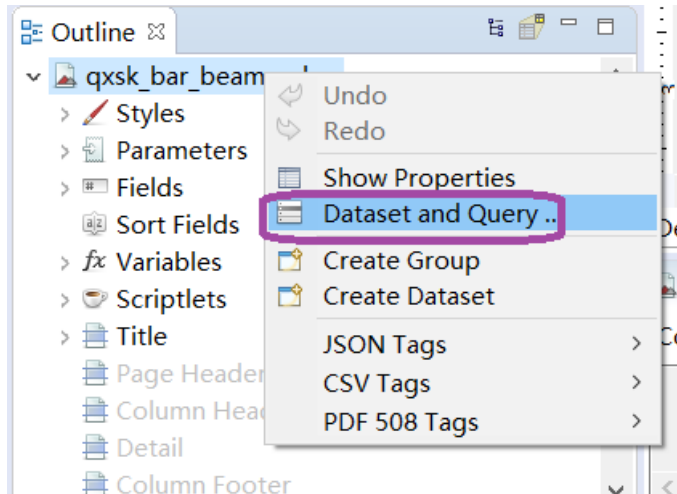 Outline
qxsk_bar_beam
Styles
Parameters
Fields
Sort Fields
Variables
Scriptlets
Title
Page Header
Column Head
Detail
Column Footer
Undo
Redo
Show Properties
Dataset and Query ..
Create Group
Create Dataset
JSON Tags
CSV Tags
PDF 508 Tags